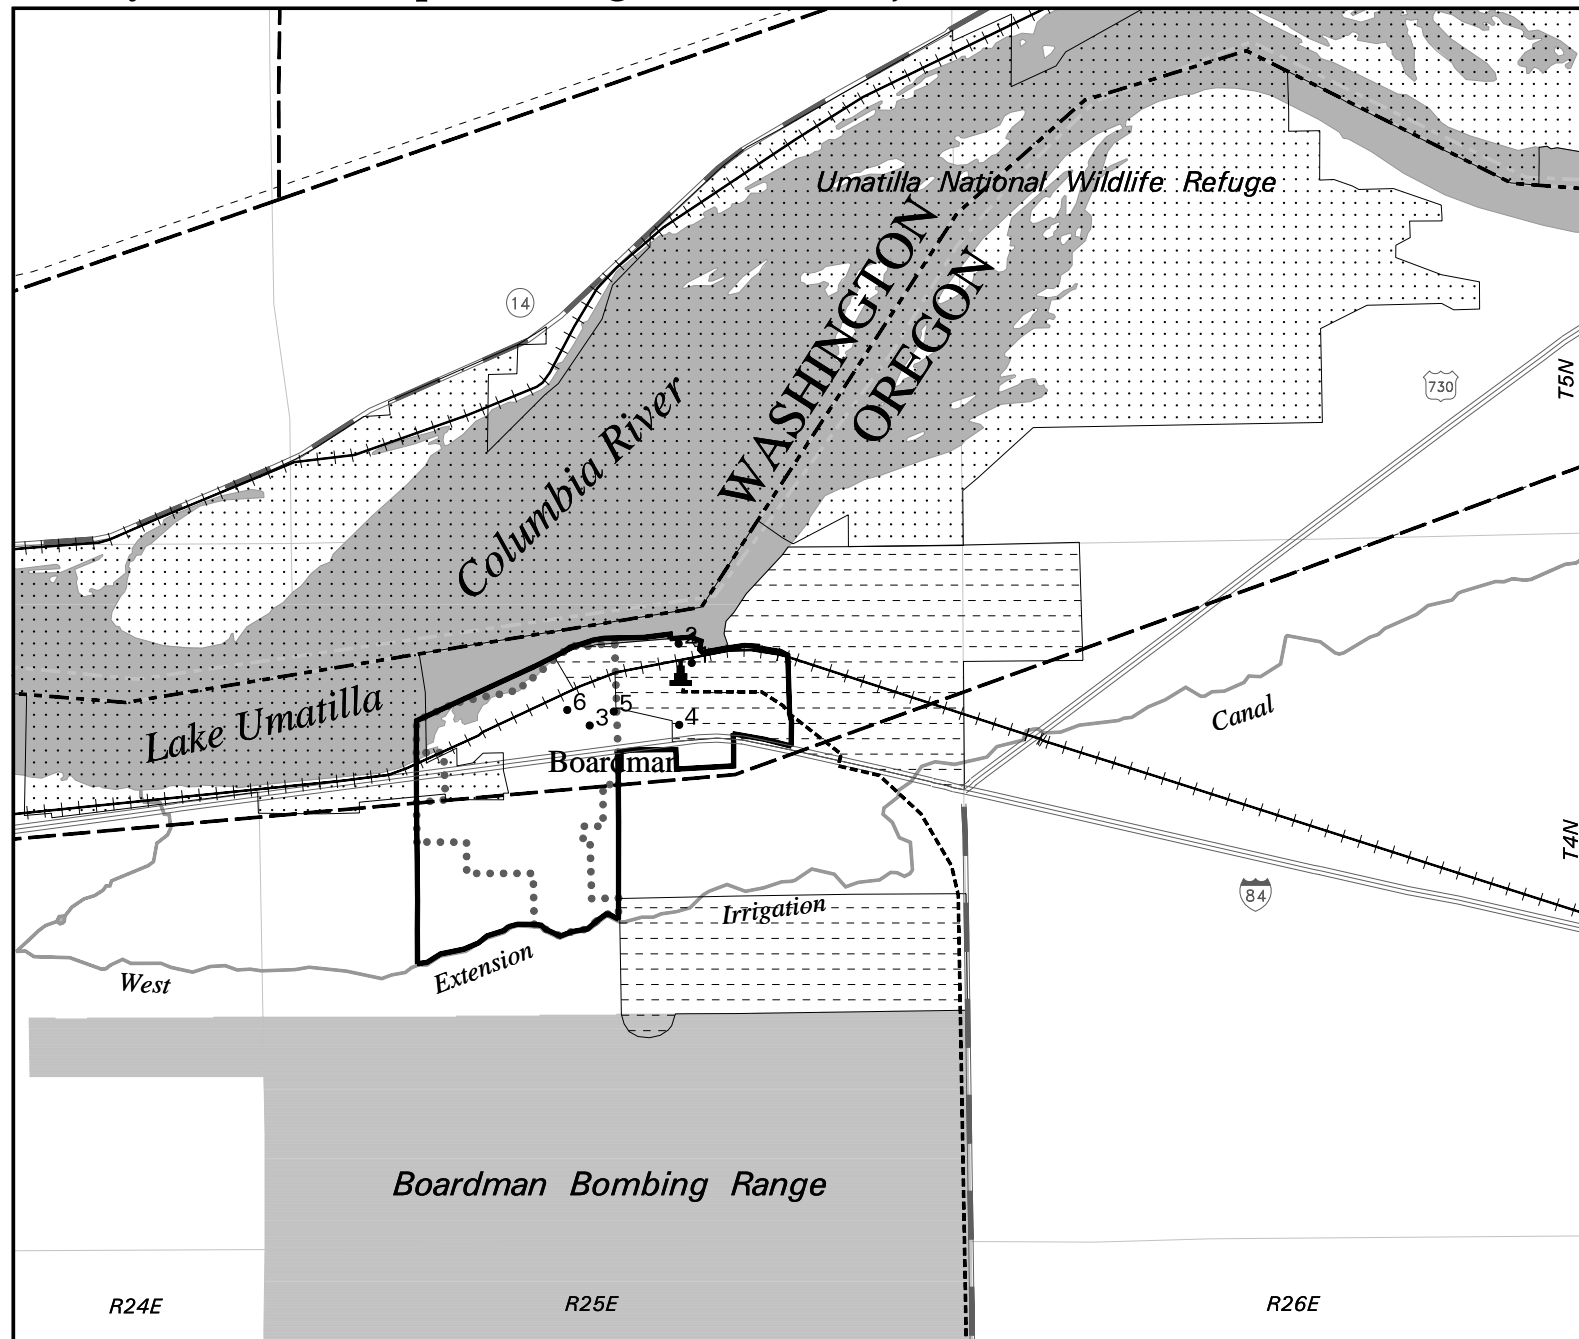 Umatilla National Wildlife Refuge
WASHINGTON
OREGON
14
730
T5N
Columbia River
Lake Umatilla
2
6
5
3
4
Boardman
Canal
T4N
84
Irrigation
Extension
West
Boardman Bombing Range
R24E
R25E
R26E